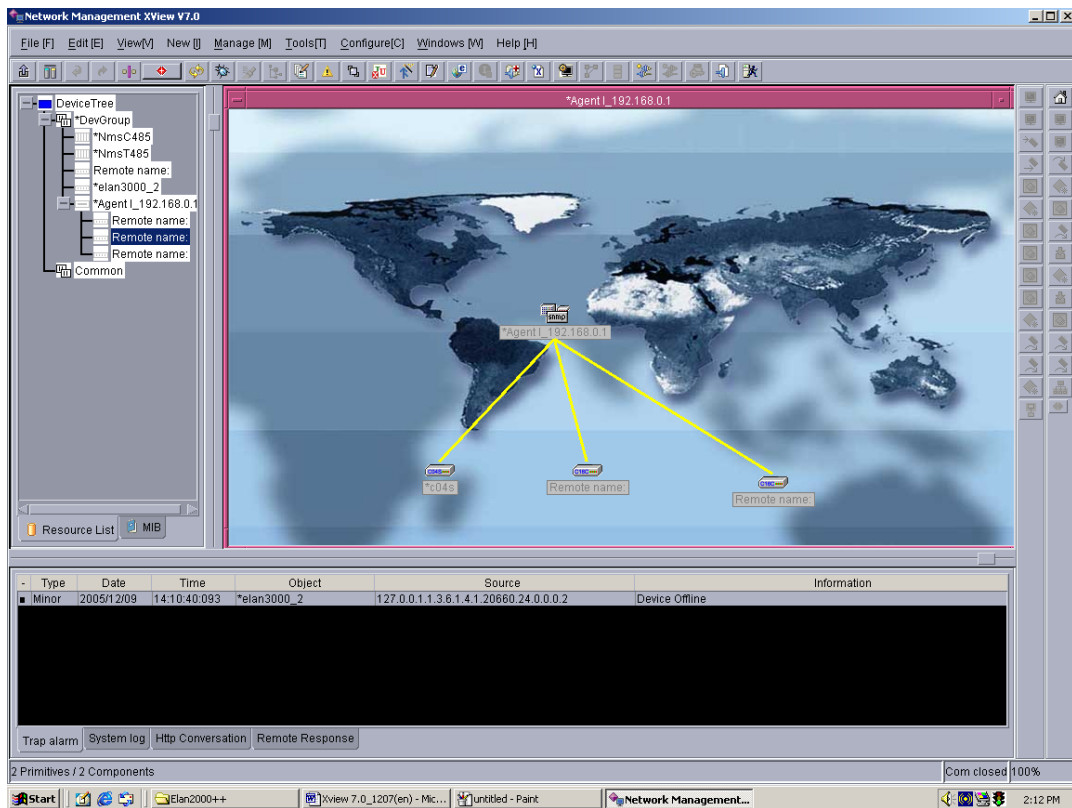 Network Management XView V7.0
File [F] Edit [E] View[V] New [J] Manage [M] Tools[T] Configure[C] Windows [W] Help [H]
DeviceTree
*DevGroup
*NmsC485
*NmsT485
Remote name:
*elan3000_2
*Agent I_192.168.0.1
Remote name:
Remote name:
Remote name:
Common
Resource List MIB
*Agent I_192.168.0.1
snmp
*Agent I_192.168.0.1
C04S
*c04s
C16C
Remote name:
C16C
Remote name:
- Type Date Time Object Source Information
Minor 2005/12/09 14:10:40:093 *elan3000_2 127.0.0.1.1.3.6.1.4.1.20660.24.0.0.0.2 Device Offline
Trap alarm System log Http Conversation Remote Response
2 Primitives / 2 Components Com closed 100%
Start Elan2000++ Xview 7.0_1207(en) - Mic... untitled - Paint Network Management... 2:12 PM